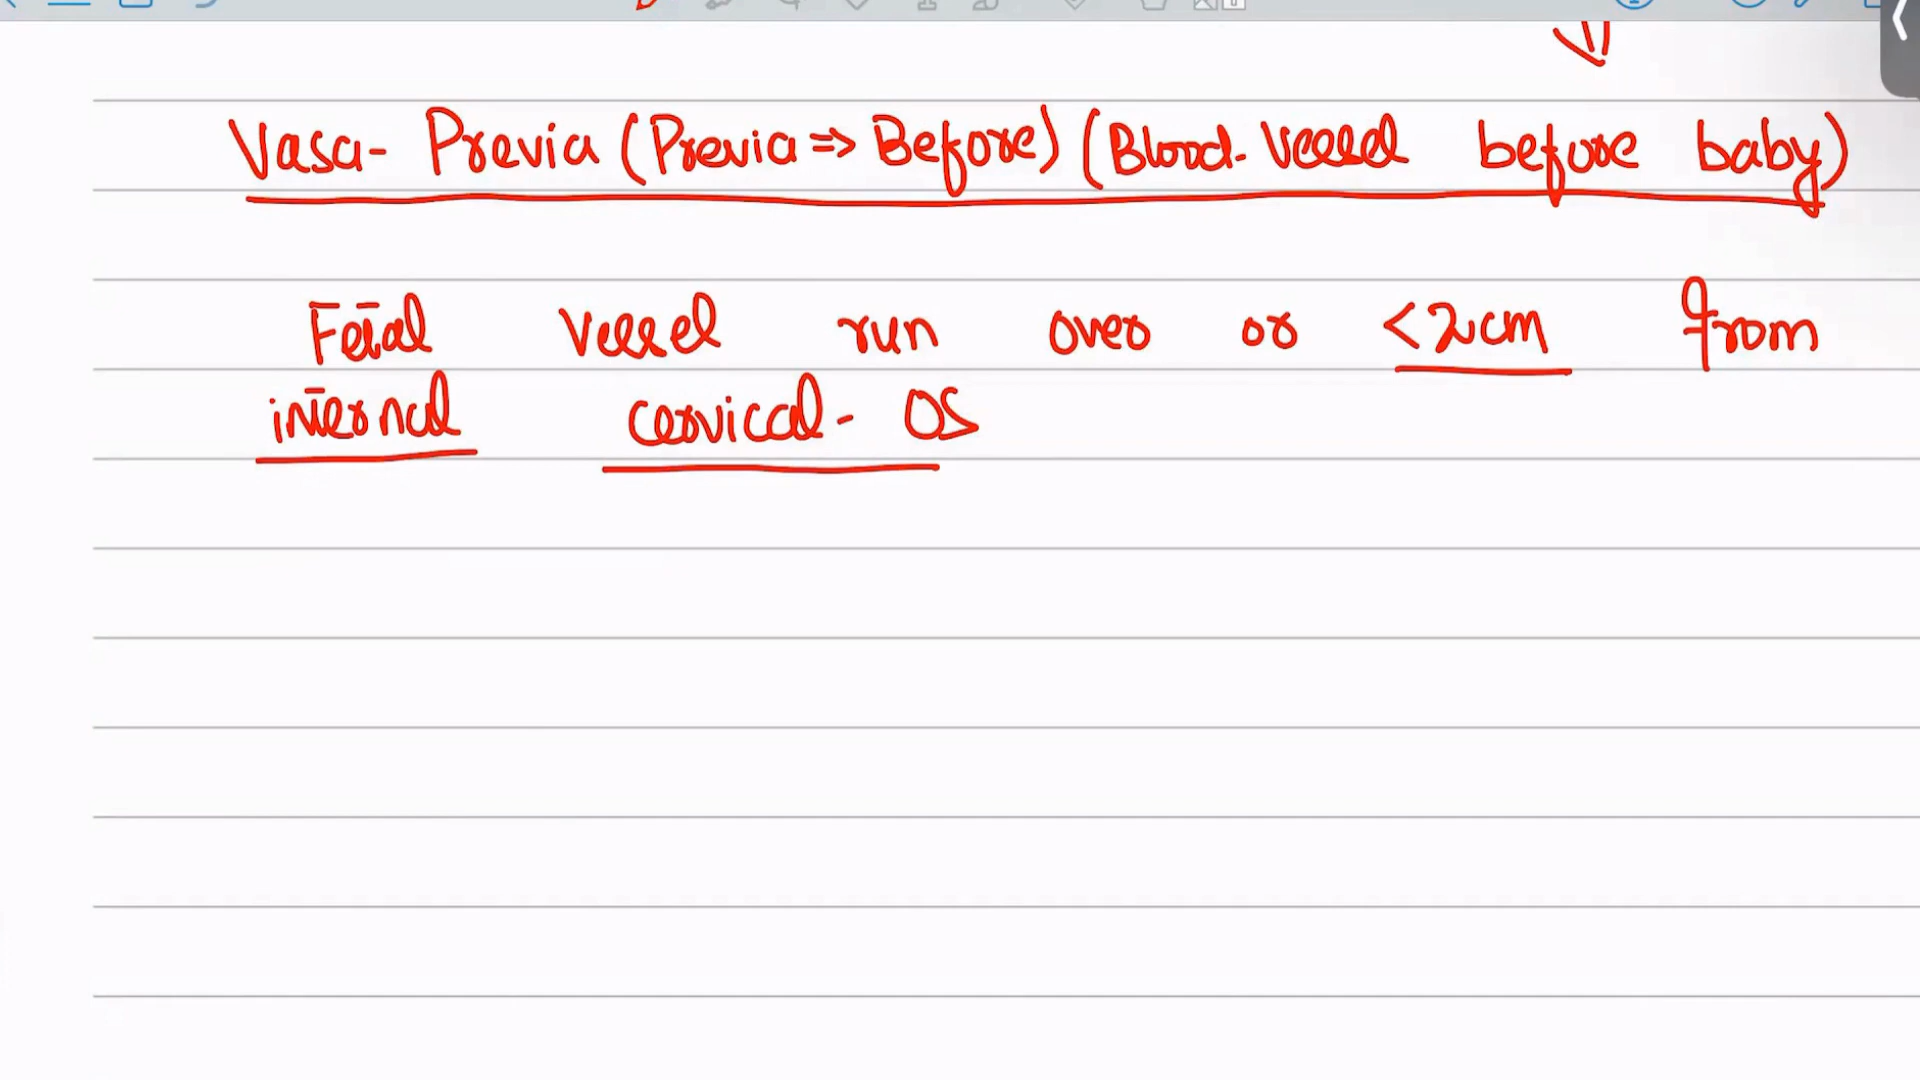 Vasa- Previa (Previa => Before) (Blood- Vessel before baby)
Fetal Vessel run over or <2cm from
internal cervical- OS